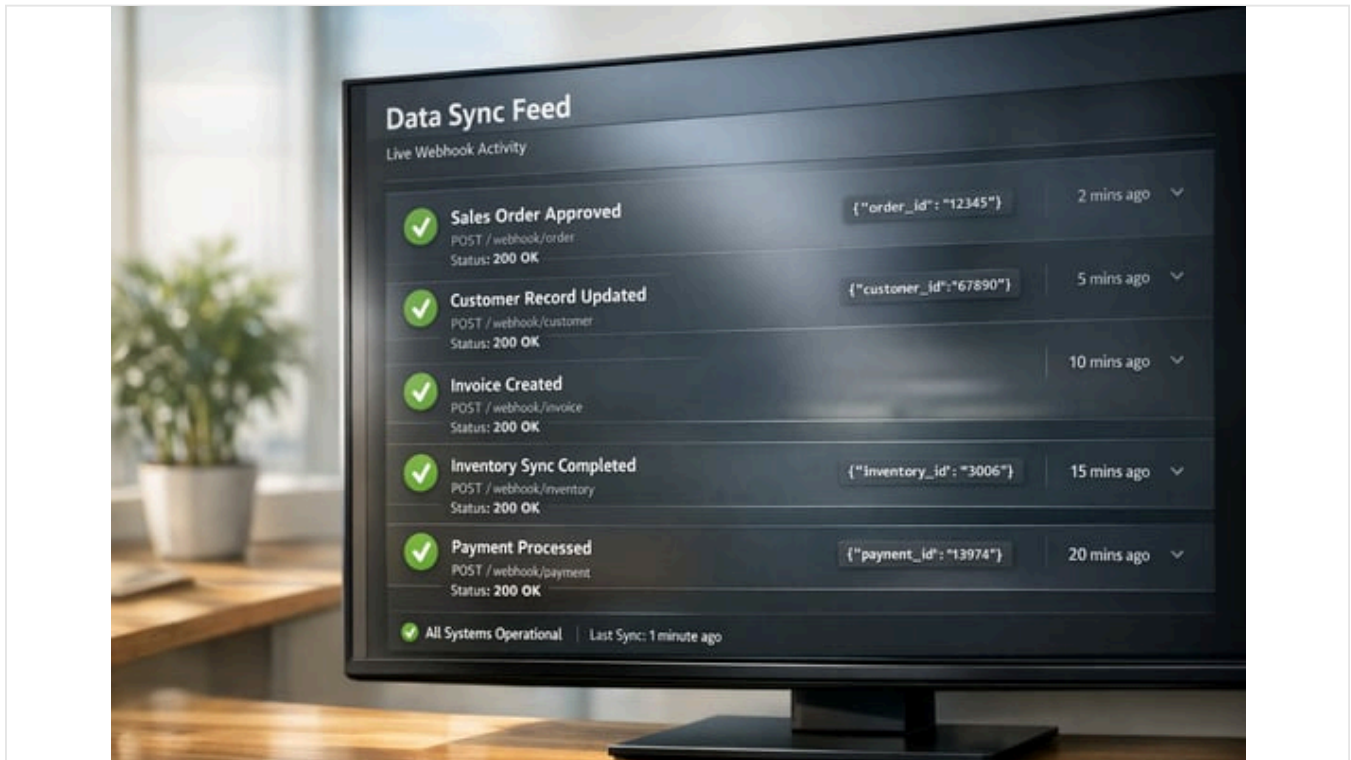 Data Sync Feed
Live Webhook Activity
Sales Order Approved
POST /webhook/order
Status: 200 OK
{"order_id": "12345"}
2 mins ago
Customer Record Updated
POST /webhook/customer
Status: 200 OK
{"custoner_id":"67890"}
5 mins ago
Invoice Created
POST /webhook/invoice
Status: 200 OK
10 mins ago
Inventory Sync Completed
POST /webhook/inventory
Status: 200 OK
{"inventory_id": "3006"}
15 mins ago
Payment Processed
POST /webhook/payment
Status: 200 OK
{"paynent_id": "13974"}
20 mins ago
All Systems Operational | Last Sync: 1 minute ago